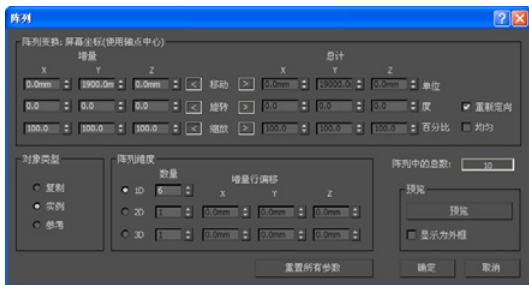 阵列
阵列变换: 屏幕坐标(使用轴点中心)
增量 总计
X Y Z X Y Z
0.0mm 1900.0m 0.0mm < 移动 > 0.0mm 19000.0 0.0mm 单位
0.0 0.0 0.0 < 旋转 > 0.0 0.0 0.0 度 重新定向
100.0 100.0 100.0 < 缩放 > 100.0 100.0 100.0 百分比 均匀
对象类型 阵列维度 阵列中的总数: 10
数量 增量行偏移
复制 1D 6 X Y Z 预览
实例 2D 1 0.0mm 0.0mm 0.0mm 预览
参考 3D 1 0.0mm 0.0mm 0.0mm 显示为外框
重置所有参数 确定 取消